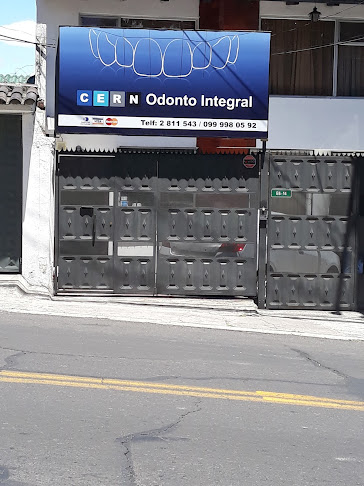 CERN Odonto Integral
Telf: 2 811 543 / 099 998 05 92